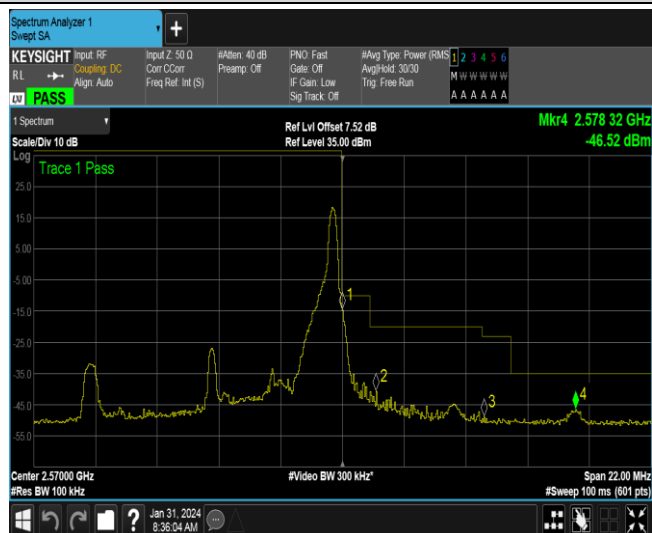 Spectrum Analyzer 1
Swept SA
+
KEYSIGHT
RL
LXI PASS
Input: RF
Coupling: DC
Align: Auto
Input Z: 50 Ω
Corr CCorr
Freq Ref: Int (S)
#Atten: 40 dB
Preamp: Off
PNO: Fast
Gate: Off
IF Gain: Low
Sig Track: Off
#Avg Type: Power (RMS
Avg|Hold: 30/30
Trig: Free Run
1 2 3 4 5 6
M W W W W W
A A A A A A
1 Spectrum
Scale/Div 10 dB
Ref Lvl Offset 7.52 dB
Ref Level 35.00 dBm
Mkr4 2.578 32 GHz
-46.52 dBm
Log
Trace 1 Pass
25.0
15.0
5.00
-5.00
-15.0
-25.0
-35.0
-45.0
-55.0
1
2
3
4
Center 2.57000 GHz
#Res BW 100 kHz
#Video BW 300 kHz*
Span 22.00 MHz
#Sweep 100 ms (601 pts)
?
Jan 31, 2024
8:36:04 AM